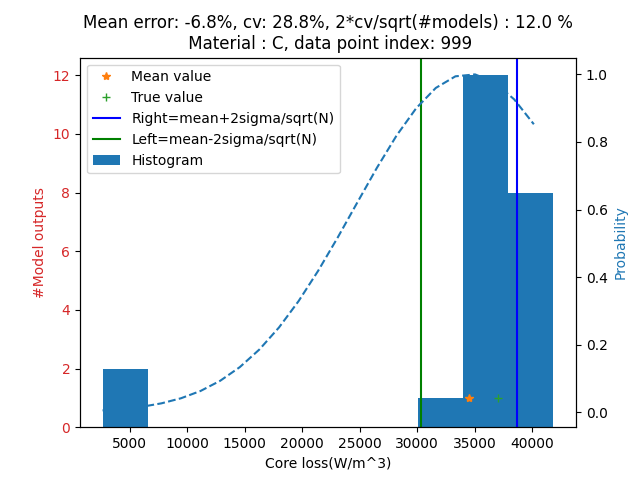 Mean error: -6.8%, cv: 28.8%, 2*cv/sqrt(#models) : 12.0 %
Material : C, data point index: 999
Mean value
True value
Right=mean+2sigma/sqrt(N)
Left=mean-2sigma/sqrt(N)
Histogram
12
10
8
6
4
2
0
#Model outputs
1.0
0.8
0.6
0.4
0.2
0.0
Probability
5000 10000 15000 20000 25000 30000 35000 40000
Core loss(W/m^3)